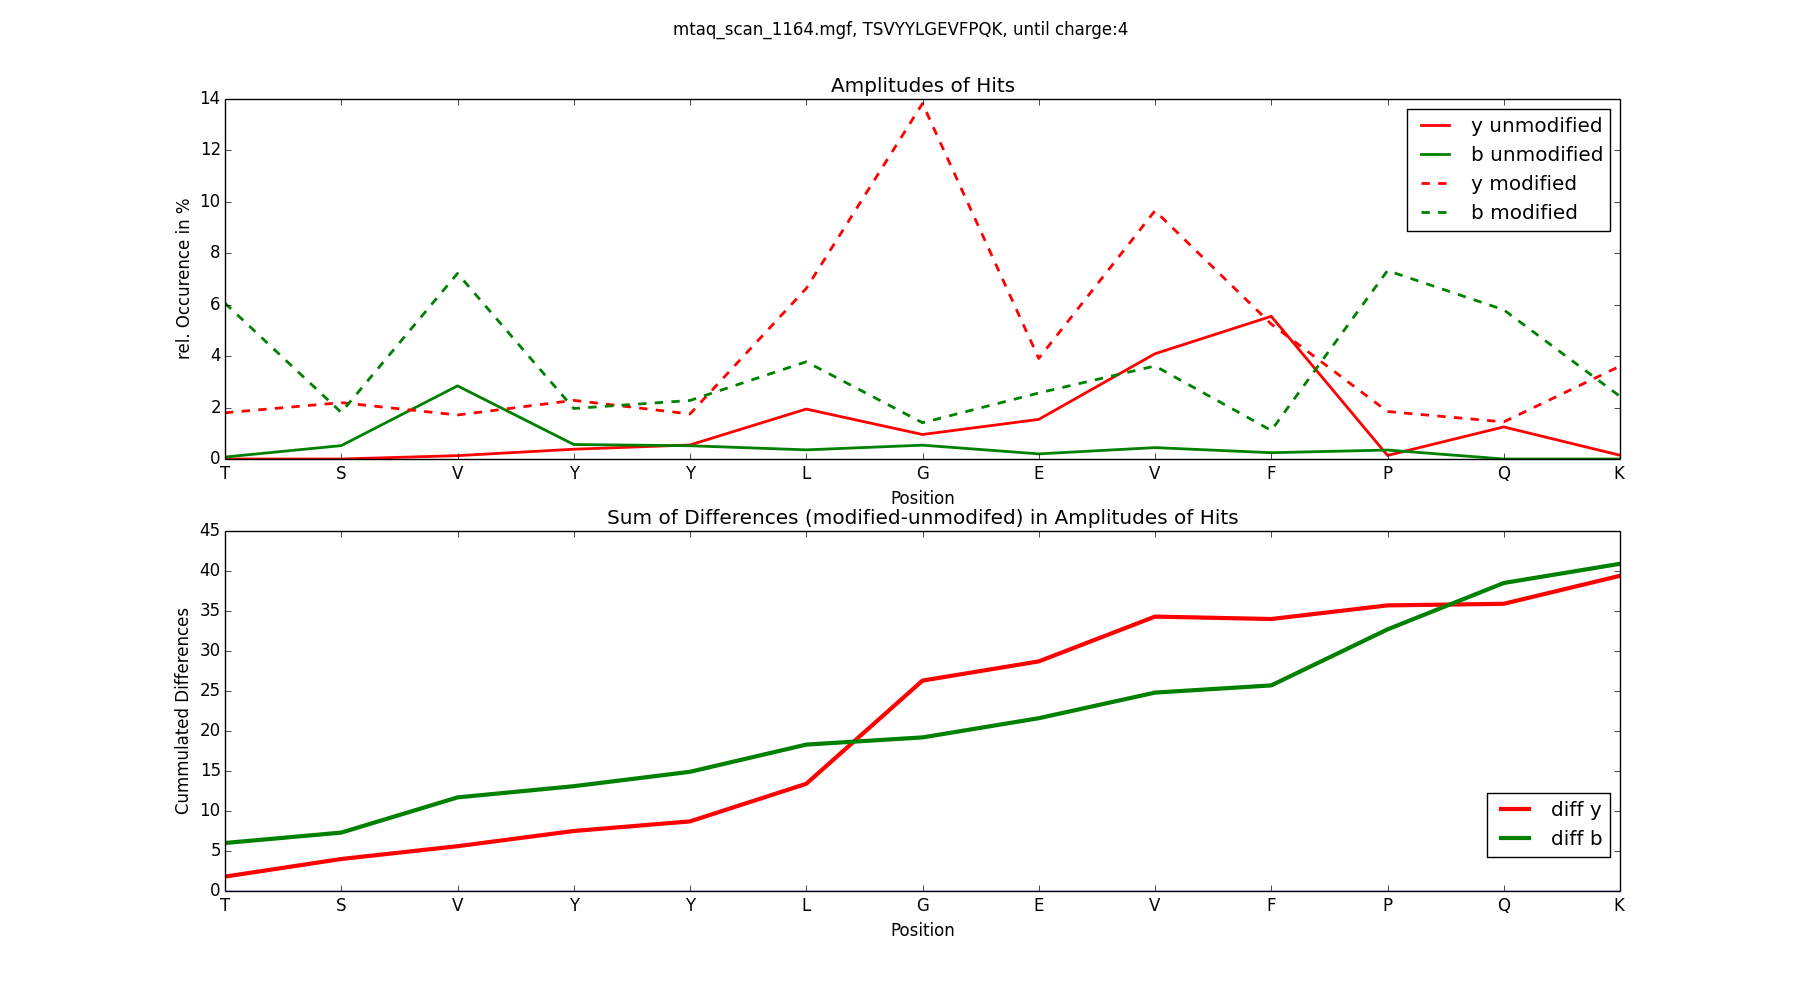 mtaq_scan_1164.mgf, TSVYYLGEVFPQK, until charge:4
Amplitudes of Hits
14
12
10
8
6
4
2
0
rel. Occurence in %
y unmodified
b unmodified
y modified
b modified
T S V Y Y L G E V F P Q K
Position
Sum of Differences (modified-unmodifed) in Amplitudes of Hits
45
40
35
30
25
20
15
10
5
0
Cummulated Differences
diff y
diff b
T S V Y Y L G E V F P Q K
Position